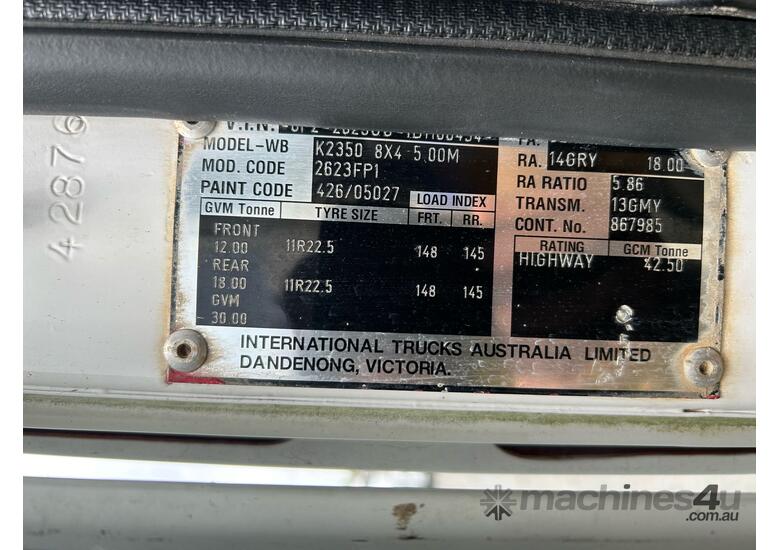 V.I.N.
FA.
MODEL-WB K2350 8X4 5.00M
RA. 14GRY 18.00
MOD. CODE 2623FP1
RA RATIO 5.86
PAINT CODE 426/05027
TRANSM. 13GMY
LOAD INDEX
CONT. No. 867985
GVM Tonne TYRE SIZE FRT. RR.
RATING GCM Tonne
FRONT
HIGHWAY 42.50
12.00 11R22.5 148 145
REAR
18.00 11R22.5 148 145
GVM
30.00
INTERNATIONAL TRUCKS AUSTRALIA LIMITED
DANDENONG, VICTORIA.
42876
machines4u
.com.au